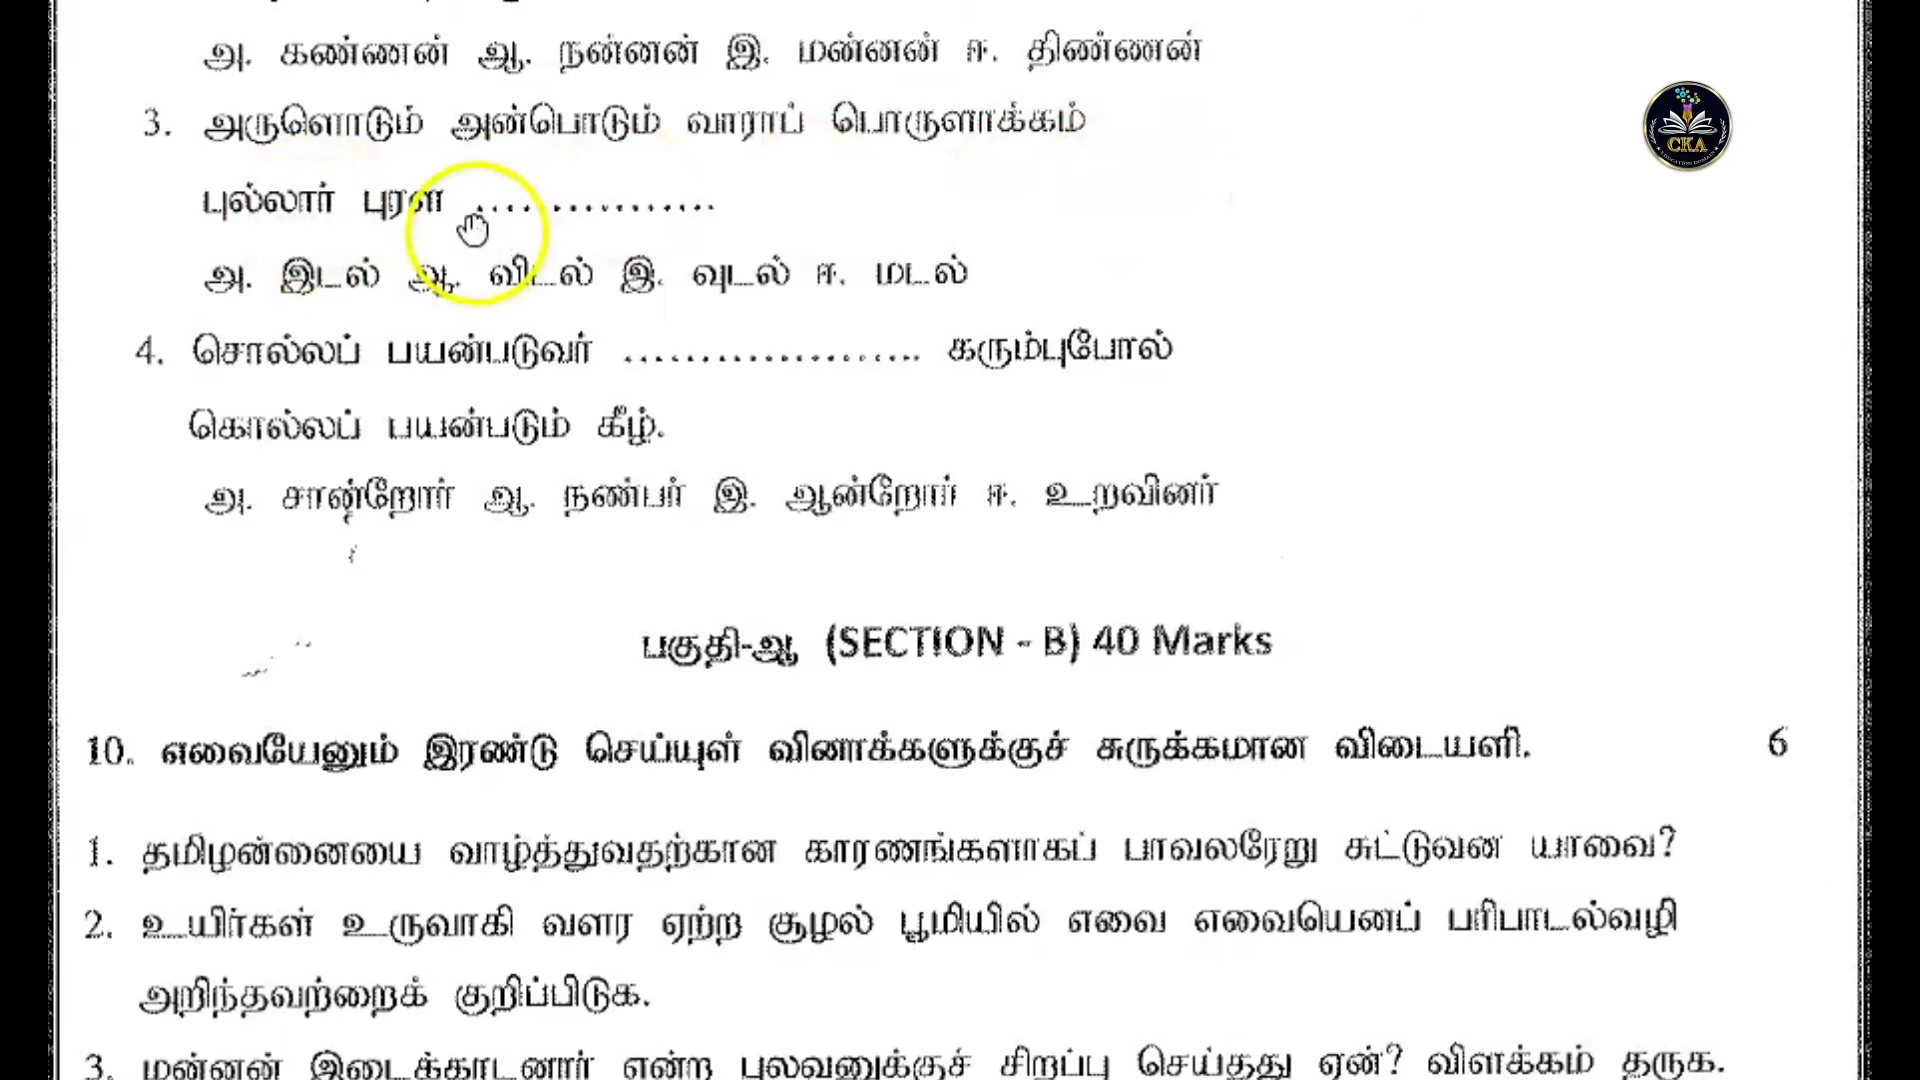 அ. கண்ணன் ஆ. நன்னன் இ. மன்னன் ஈ. திண்ணன்
3. அருளொடும் அன்பொடும் வாராப் பொருளாக்கம்
புல்லார் புரள ................
அ. இடல் ஆ. விடல் இ. வுடல் ஈ. மடல்
4. சொல்லப் பயன்படுவர் .................... கரும்புபோல்
கொல்லப் பயன்படும் கீழ்.
அ. சான்றோர் ஆ. நண்பர் இ. ஆன்றோர் ஈ. உறவினர்
பகுதி-ஆ (SECTION - B) 40 Marks
10. எவையேனும் இரண்டு செய்யுள் வினாக்களுக்குச் சுருக்கமான விடையளி. 6
1. தமிழன்னையை வாழ்த்துவதற்கான காரணங்களாகப் பாவலரேறு சுட்டுவன யாவை?
2. உயிர்கள் உருவாகி வளர ஏற்ற சூழல் பூமியில் எவை எவையெனப் பரிபாடல்வழி
அறிந்தவற்றைக் குறிப்பிடுக.
3. மன்னன் இடைக்காடனார் என்ற புலவனுக்குச் சிறப்பு செய்தது ஏன்? விளக்கம் தருக.
CKA
EDUCATION DOMAIN